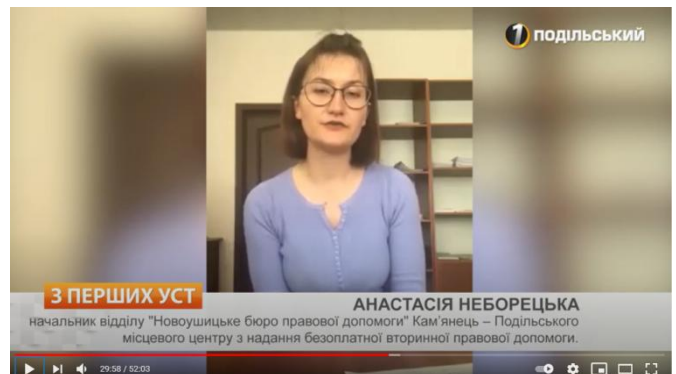 1 ПОДІЛЬСЬКИЙ
З ПЕРШИХ УСТ
АНАСТАСІЯ НЕБОРЕЦЬКА
начальник відділу "Новоушицьке бюро правової допомоги" Кам'янець – Подільського
місцевого центру з надання безоплатної вторинної правової допомоги.
29:58 / 52:03